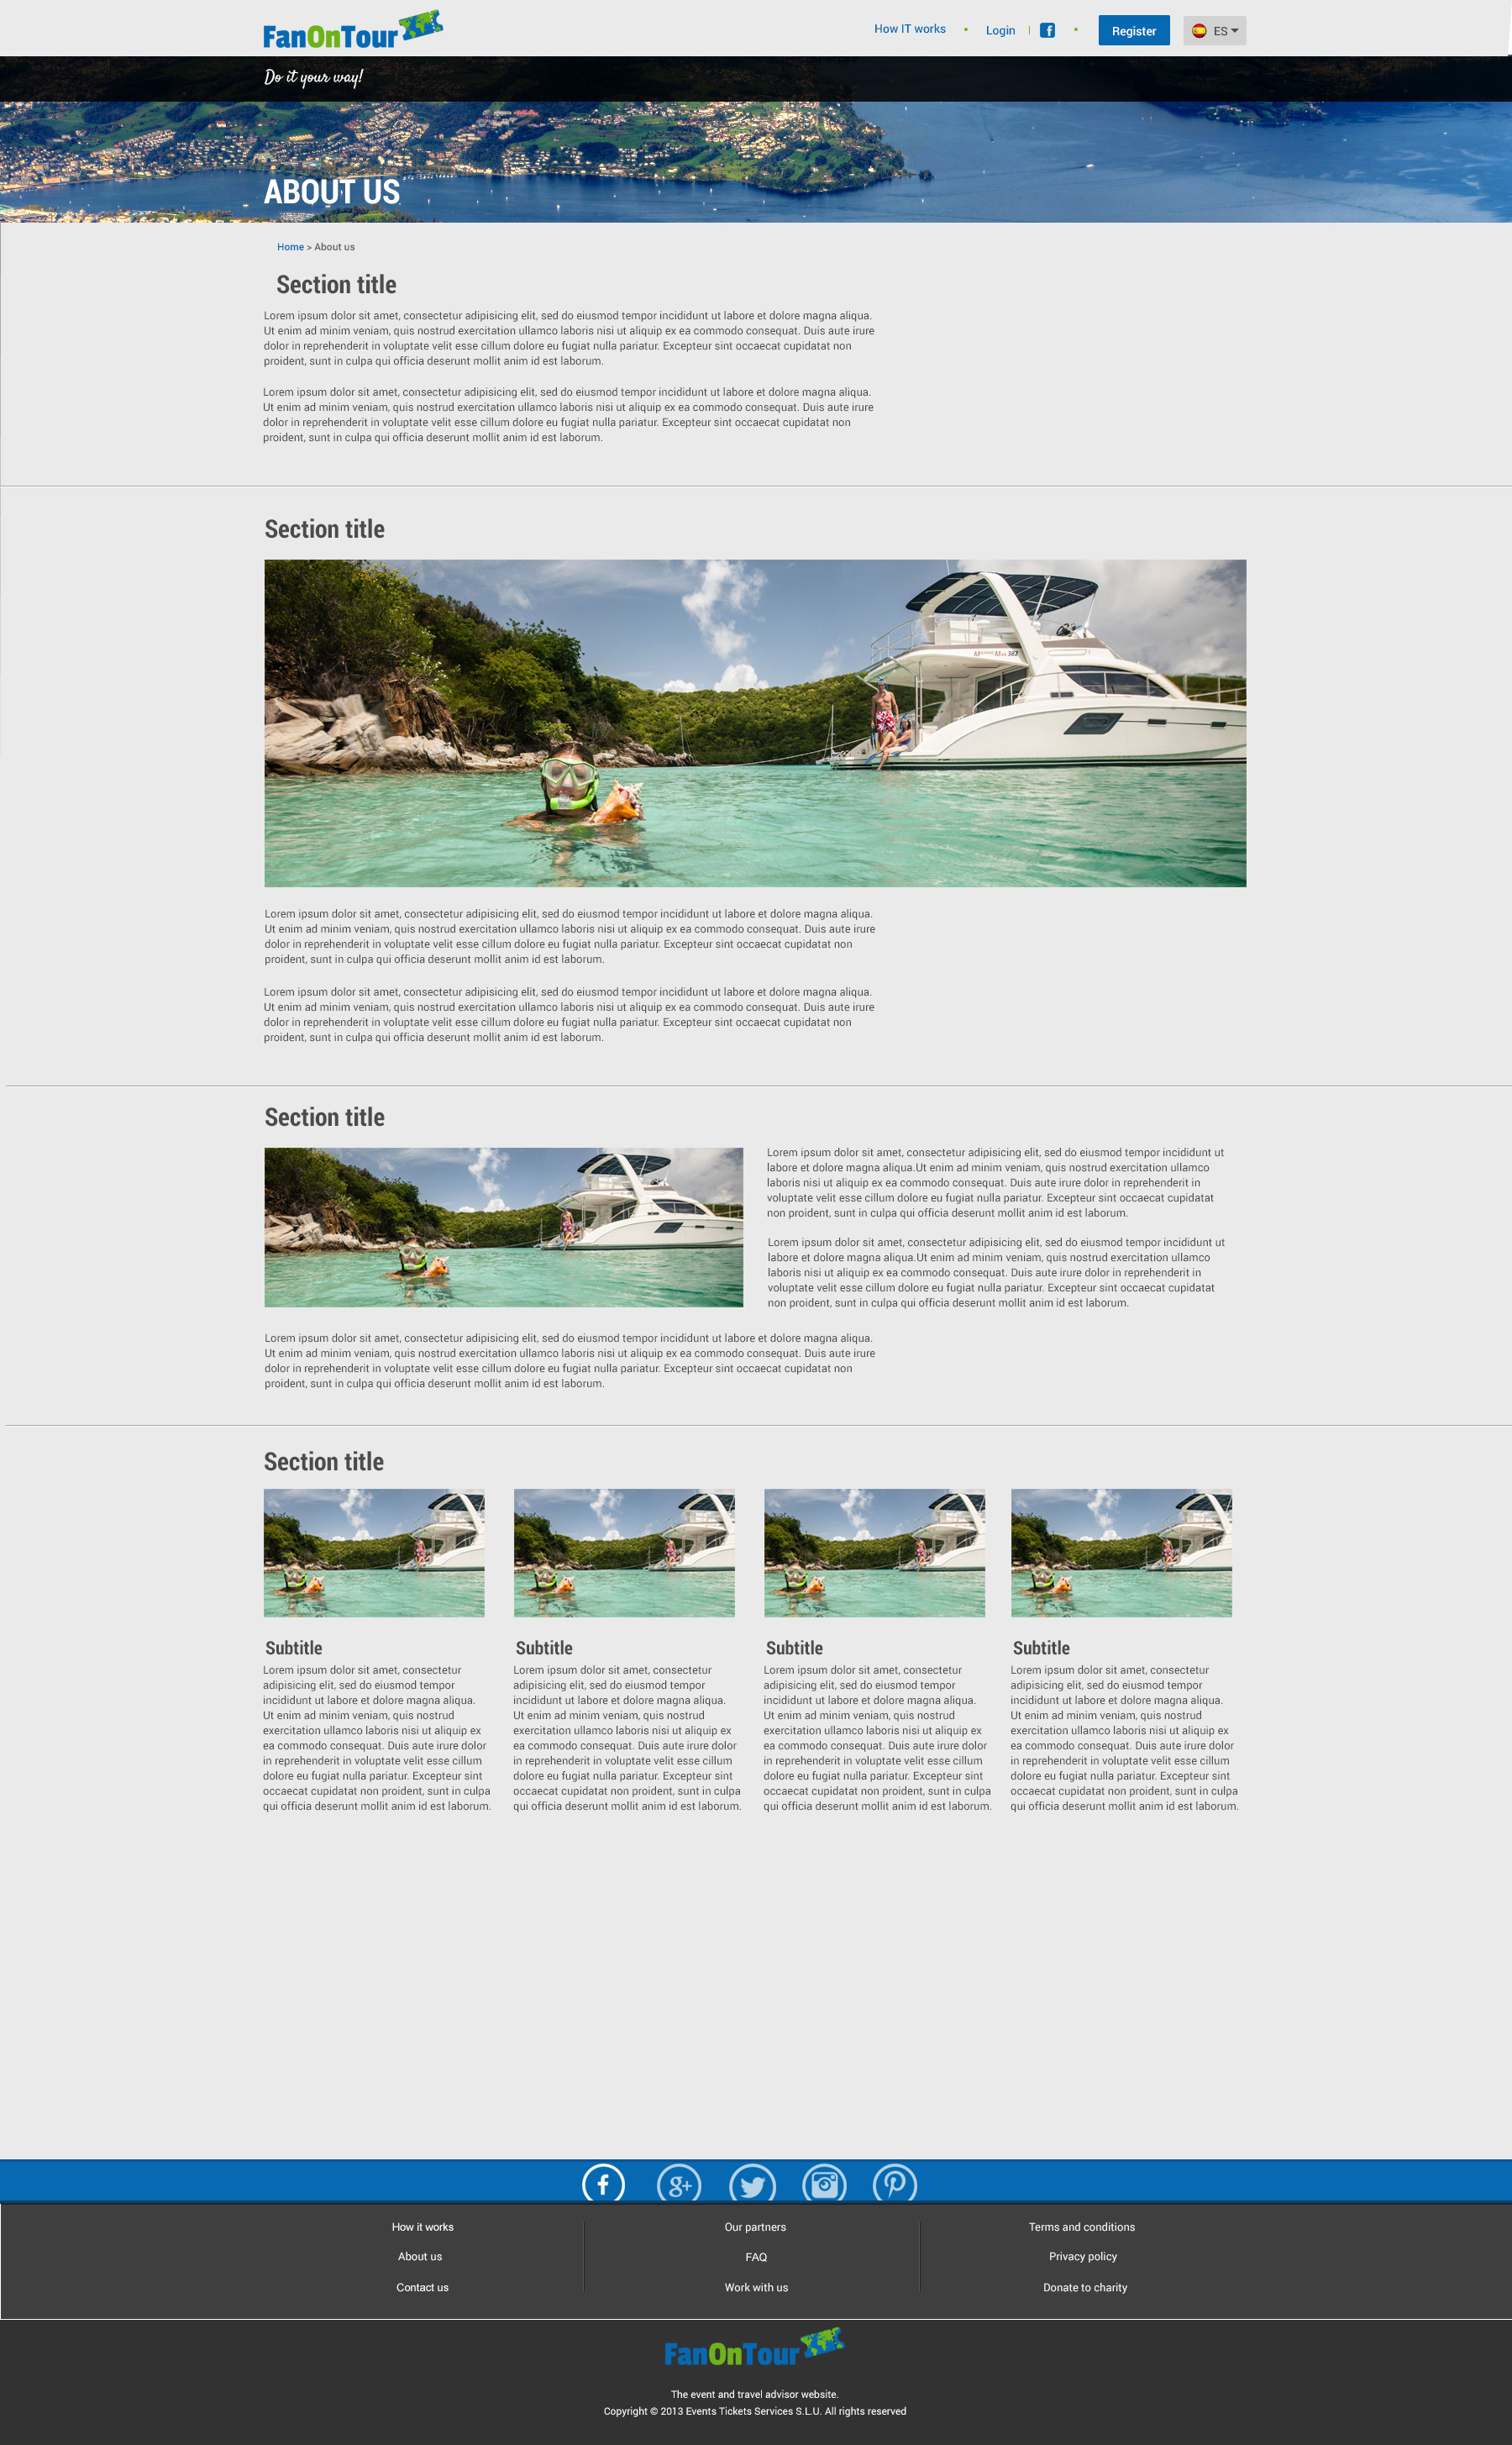 FanOnTour
How IT works
Login
Register
ES
Do it your way!
ABOUT US
Home > About us
Section title
Lorem ipsum dolor sit amet, consectetur adipisicing elit, sed do eiusmod tempor incididunt ut labore et dolore magna aliqua.
Ut enim ad minim veniam, quis nostrud exercitation ullamco laboris nisi ut aliquip ex ea commodo consequat. Duis aute irure
dolor in reprehenderit in voluptate velit esse cillum dolore eu fugiat nulla pariatur. Excepteur sint occaecat cupidatat non
proident, sunt in culpa qui officia deserunt mollit anim id est laborum.
Lorem ipsum dolor sit amet, consectetur adipisicing elit, sed do eiusmod tempor incididunt ut labore et dolore magna aliqua.
Ut enim ad minim veniam, quis nostrud exercitation ullamco laboris nisi ut aliquip ex ea commodo consequat. Duis aute irure
dolor in reprehenderit in voluptate velit esse cillum dolore eu fugiat nulla pariatur. Excepteur sint occaecat cupidatat non
proident, sunt in culpa qui officia deserunt mollit anim id est laborum.
Section title
Lorem ipsum dolor sit amet, consectetur adipisicing elit, sed do eiusmod tempor incididunt ut labore et dolore magna aliqua.
Ut enim ad minim veniam, quis nostrud exercitation ullamco laboris nisi ut aliquip ex ea commodo consequat. Duis aute irure
dolor in reprehenderit in voluptate velit esse cillum dolore eu fugiat nulla pariatur. Excepteur sint occaecat cupidatat non
proident, sunt in culpa qui officia deserunt mollit anim id est laborum.
Lorem ipsum dolor sit amet, consectetur adipisicing elit, sed do eiusmod tempor incididunt ut labore et dolore magna aliqua.
Ut enim ad minim veniam, quis nostrud exercitation ullamco laboris nisi ut aliquip ex ea commodo consequat. Duis aute irure
dolor in reprehenderit in voluptate velit esse cillum dolore eu fugiat nulla pariatur. Excepteur sint occaecat cupidatat non
proident, sunt in culpa qui officia deserunt mollit anim id est laborum.
Section title
Lorem ipsum dolor sit amet, consectetur adipisicing elit, sed do eiusmod tempor incididunt ut
labore et dolore magna aliqua.Ut enim ad minim veniam, quis nostrud exercitation ullamco
laboris nisi ut aliquip ex ea commodo consequat. Duis aute irure dolor in reprehenderit in
voluptate velit esse cillum dolore eu fugiat nulla pariatur. Excepteur sint occaecat cupidatat
non proident, sunt in culpa qui officia deserunt mollit anim id est laborum.
Lorem ipsum dolor sit amet, consectetur adipisicing elit, sed do eiusmod tempor incididunt ut
labore et dolore magna aliqua.Ut enim ad minim veniam, quis nostrud exercitation ullamco
laboris nisi ut aliquip ex ea commodo consequat. Duis aute irure dolor in reprehenderit in
voluptate velit esse cillum dolore eu fugiat nulla pariatur. Excepteur sint occaecat cupidatat
non proident, sunt in culpa qui officia deserunt mollit anim id est laborum.
Lorem ipsum dolor sit amet, consectetur adipisicing elit, sed do eiusmod tempor incididunt ut labore et dolore magna aliqua.
Ut enim ad minim veniam, quis nostrud exercitation ullamco laboris nisi ut aliquip ex ea commodo consequat. Duis aute irure
dolor in reprehenderit in voluptate velit esse cillum dolore eu fugiat nulla pariatur. Excepteur sint occaecat cupidatat non
proident, sunt in culpa qui officia deserunt mollit anim id est laborum.
Section title
Subtitle
Lorem ipsum dolor sit amet, consectetur
adipisicing elit, sed do eiusmod tempor
incididunt ut labore et dolore magna aliqua.
Ut enim ad minim veniam, quis nostrud
exercitation ullamco laboris nisi ut aliquip ex
ea commodo consequat. Duis aute irure dolor
in reprehenderit in voluptate velit esse cillum
dolore eu fugiat nulla pariatur. Excepteur sint
occaecat cupidatat non proident, sunt in culpa
qui officia deserunt mollit anim id est laborum.
Subtitle
Lorem ipsum dolor sit amet, consectetur
adipisicing elit, sed do eiusmod tempor
incididunt ut labore et dolore magna aliqua.
Ut enim ad minim veniam, quis nostrud
exercitation ullamco laboris nisi ut aliquip ex
ea commodo consequat. Duis aute irure dolor
in reprehenderit in voluptate velit esse cillum
dolore eu fugiat nulla pariatur. Excepteur sint
occaecat cupidatat non proident, sunt in culpa
qui officia deserunt mollit anim id est laborum.
Subtitle
Lorem ipsum dolor sit amet, consectetur
adipisicing elit, sed do eiusmod tempor
incididunt ut labore et dolore magna aliqua.
Ut enim ad minim veniam, quis nostrud
exercitation ullamco laboris nisi ut aliquip ex
ea commodo consequat. Duis aute irure dolor
in reprehenderit in voluptate velit esse cillum
dolore eu fugiat nulla pariatur. Excepteur sint
occaecat cupidatat non proident, sunt in culpa
qui officia deserunt mollit anim id est laborum.
Subtitle
Lorem ipsum dolor sit amet, consectetur
adipisicing elit, sed do eiusmod tempor
incididunt ut labore et dolore magna aliqua.
Ut enim ad minim veniam, quis nostrud
exercitation ullamco laboris nisi ut aliquip ex
ea commodo consequat. Duis aute irure dolor
in reprehenderit in voluptate velit esse cillum
dolore eu fugiat nulla pariatur. Excepteur sint
occaecat cupidatat non proident, sunt in culpa
qui officia deserunt mollit anim id est laborum.
How it works
About us
Contact us
Our partners
FAQ
Work with us
Terms and conditions
Privacy policy
Donate to charity
FanOnTour
The event and travel advisor website.
Copyright © 2013 Events Tickets Services S.L.U. All rights reserved